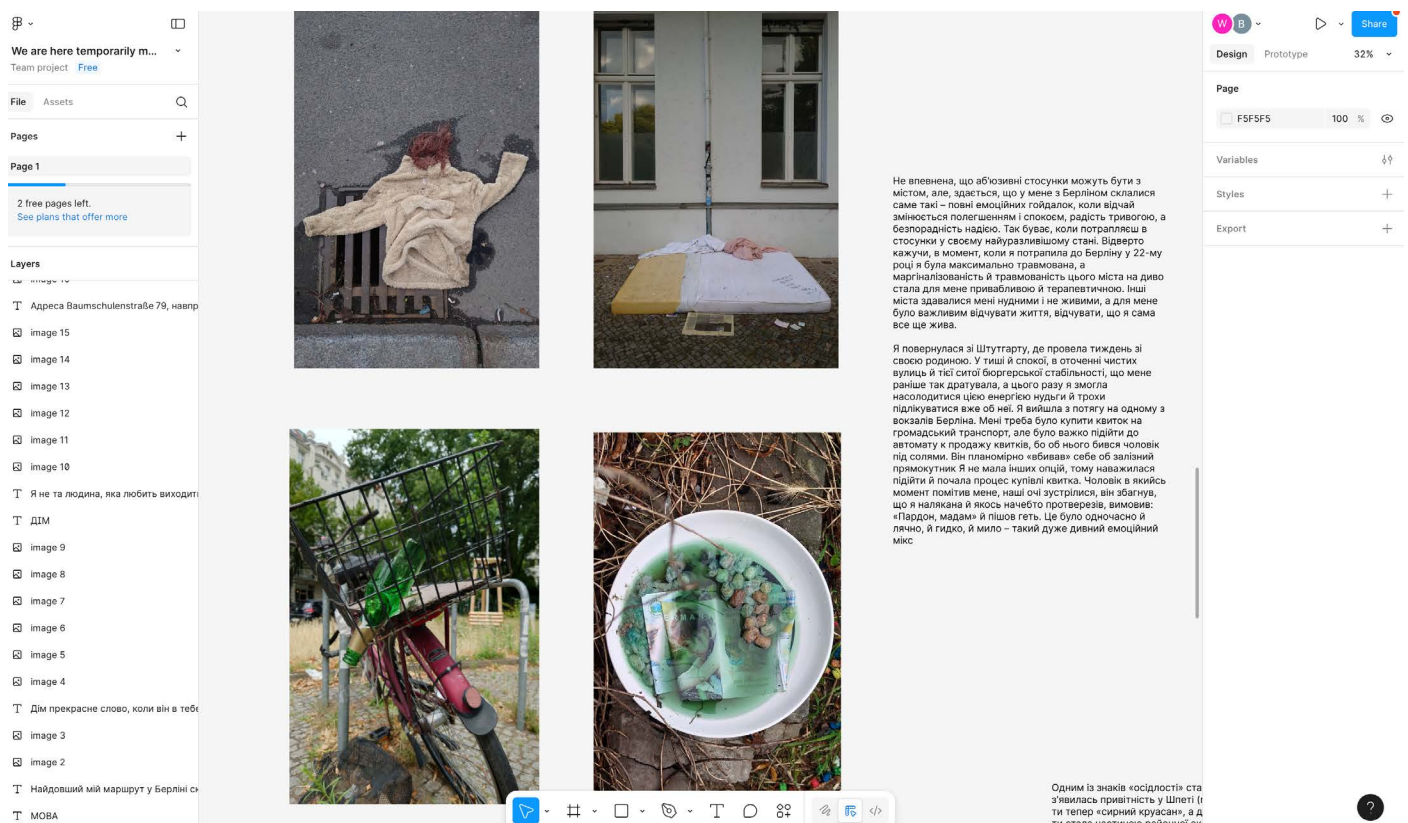 We are here temporarily m...
Team project Free
File Assets
Pages
Page 1
2 free pages left.
See plans that offer more
Layers
Адреса Baumschulenstraße 79, навпр
image 15
image 14
image 13
image 12
image 11
image 10
Я не та людина, яка любить виходити
ДІМ
image 9
image 8
image 7
image 6
image 5
image 4
Дім прекрасне слово, коли він в тебе
image 3
image 2
Найдовший мій маршрут у Берліні ск
МОВА
Не впевнена, що аб'юзивні стосунки можуть бути з
містом, але, здається, що у мене з Берліном склалися
саме такі – повні емоційних гойдалок, коли відчай
змінюється полегшенням і спокоєм, радість тривогою, а
безпорадність надією. Так буває, коли потрапляєш в
стосунки у своєму найуразливішому стані. Відверто
кажучи, в момент, коли я потрапила до Берліну у 22-му
році я була максимально травмована, а
маргіналізованість й травмованість цього міста на диво
стала для мене привабливою й терапевтичною. Інші
міста здавалися мені нудними і не живими, а для мене
було важливим відчувати життя, відчувати, що я сама
все ще жива.
Я повернулася зі Штутгарту, де провела тиждень зі
своєю родиною. У тиші й спокої, в оточенні чистих
вулиць й тієї ситої бюргерської стабільності, що мене
раніше так дратувала, а цього разу я змогла
насолодитися цією енергією нудьги й трохи
підлікуватися вже об неї. Я вийшла з потягу на одному з
вокзалів Берліна. Мені треба було купити квиток на
громадський транспорт, але було важко підійти до
автомату к продажу квитків, бо об нього бився чоловік
під солями. Він планомірно «вбивав» себе об залізний
прямокутник Я не мала інших опцій, тому наважилася
підійти й почала процес купівлі квитка. Чоловік в якийсь
момент помітив мене, наші очі зустрілися, він збагнув,
що я налякана й якось начебто протверезів, вимовив:
«Пардон, мадам» й пішов геть. Це було одночасно й
лячно, й гидко, й мило – такий дуже дивний емоційний
мікс
Одним із знаків «осідлості» ста
з'явилась привітність у Шпеті (
ти тепер «сирний круасан», а д
W B
Share
Design Prototype 32%
Page
F5F5F5 100 %
Variables
Styles
Export